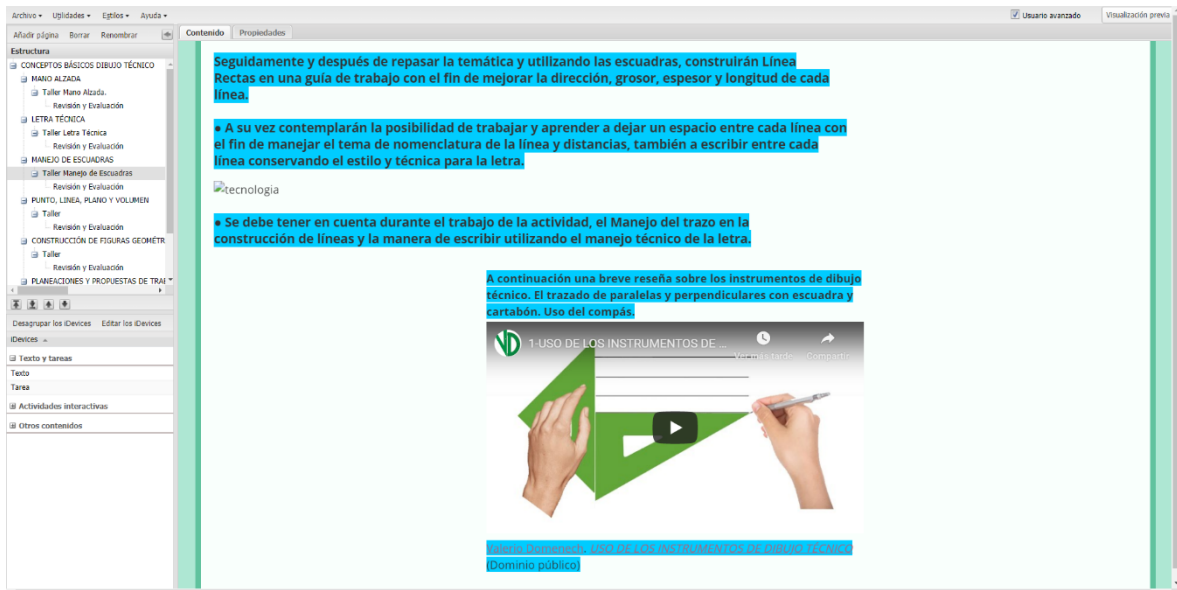 Archivo Utilidades Estilos Ayuda
Usuario avanzado
Visualización previa
Añadir página Borrar Renombrar
Contenido Propiedades
Estructura
CONCEPTOS BÁSICOS DIBUJO TÉCNICO
MANO ALZADA
Taller Mano Alzada.
Revisión y Evaluación
LETRA TÉCNICA
Taller Letra Técnica
Revisión y Evaluación
MANEJO DE ESCUADRAS
Taller Manejo de Escuadras
Revisión y Evaluación
PUNTO, LINEA, PLANO Y VOLUMEN
Taller
Revisión y Evaluación
CONSTRUCCIÓN DE FIGURAS GEOMÉTR
Taller
Revisión y Evaluación
PLANEACIONES Y PROPUESTAS DE TRAI
Desagrupar los iDevices Editar los iDevices
iDevices
Texto y tareas
Texto
Tarea
Actividades interactivas
Otros contenidos
Seguidamente y después de repasar la temática y utilizando las escuadras, construirán Línea
Rectas en una guía de trabajo con el fin de mejorar la dirección, grosor, espesor y longitud de cada
línea.
• A su vez contemplarán la posibilidad de trabajar y aprender a dejar un espacio entre cada línea con
el fin de manejar el tema de nomenclatura de la línea y distancias, también a escribir entre cada
línea conservando el estilo y técnica para la letra.
tecnologia
• Se debe tener en cuenta durante el trabajo de la actividad, el Manejo del trazo en la
construcción de líneas y la manera de escribir utilizando el manejo técnico de la letra.
A continuación una breve reseña sobre los instrumentos de dibujo
técnico. El trazado de paralelas y perpendiculares con escuadra y
cartabón. Uso del compás.
VD 1-USO DE LOS INSTRUMENTOS DE ...
Ver más tarde Compartir
Valerio Domenech. USO DE LOS INSTRUMENTOS DE DIBUJO TÉCNICO
(Dominio público)